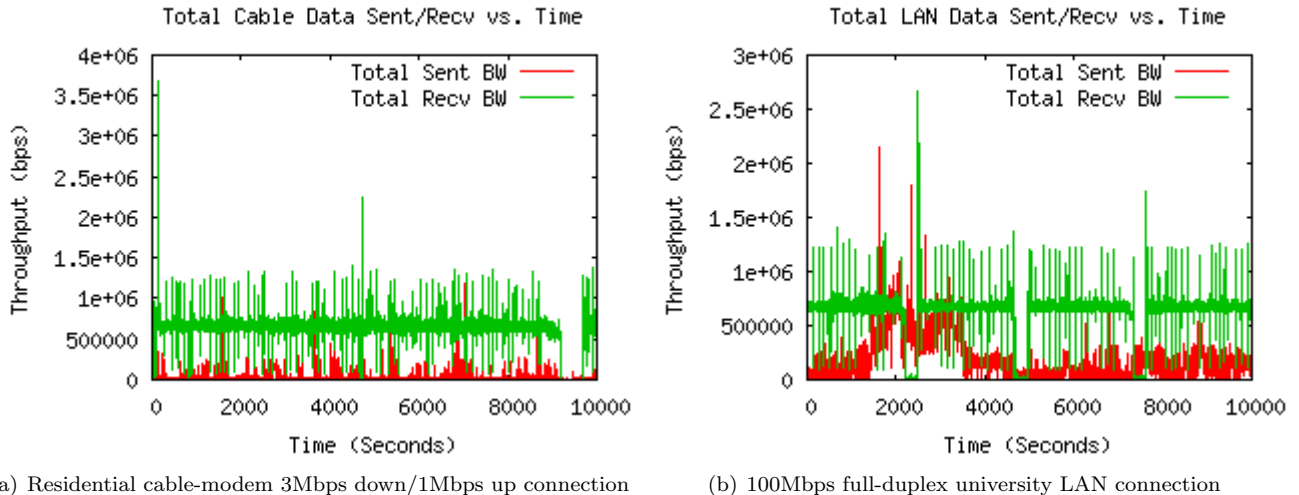 Total Cable Data Sent/Recv vs. Time
4e+06
3.5e+06
3e+06
2.5e+06
2e+06
1.5e+06
1e+06
500000
0
Throughput (bps)
Total Sent BW
Total Recv BW
0 2000 4000 6000 8000 10000
Time (Seconds)
a) Residential cable-modem 3Mbps down/1Mbps up connection
Total LAN Data Sent/Recv vs. Time
3e+06
2.5e+06
2e+06
1.5e+06
1e+06
500000
0
Throughput (bps)
Total Sent BW
Total Recv BW
0 2000 4000 6000 8000 10000
Time (Seconds)
(b) 100Mbps full-duplex university LAN connection